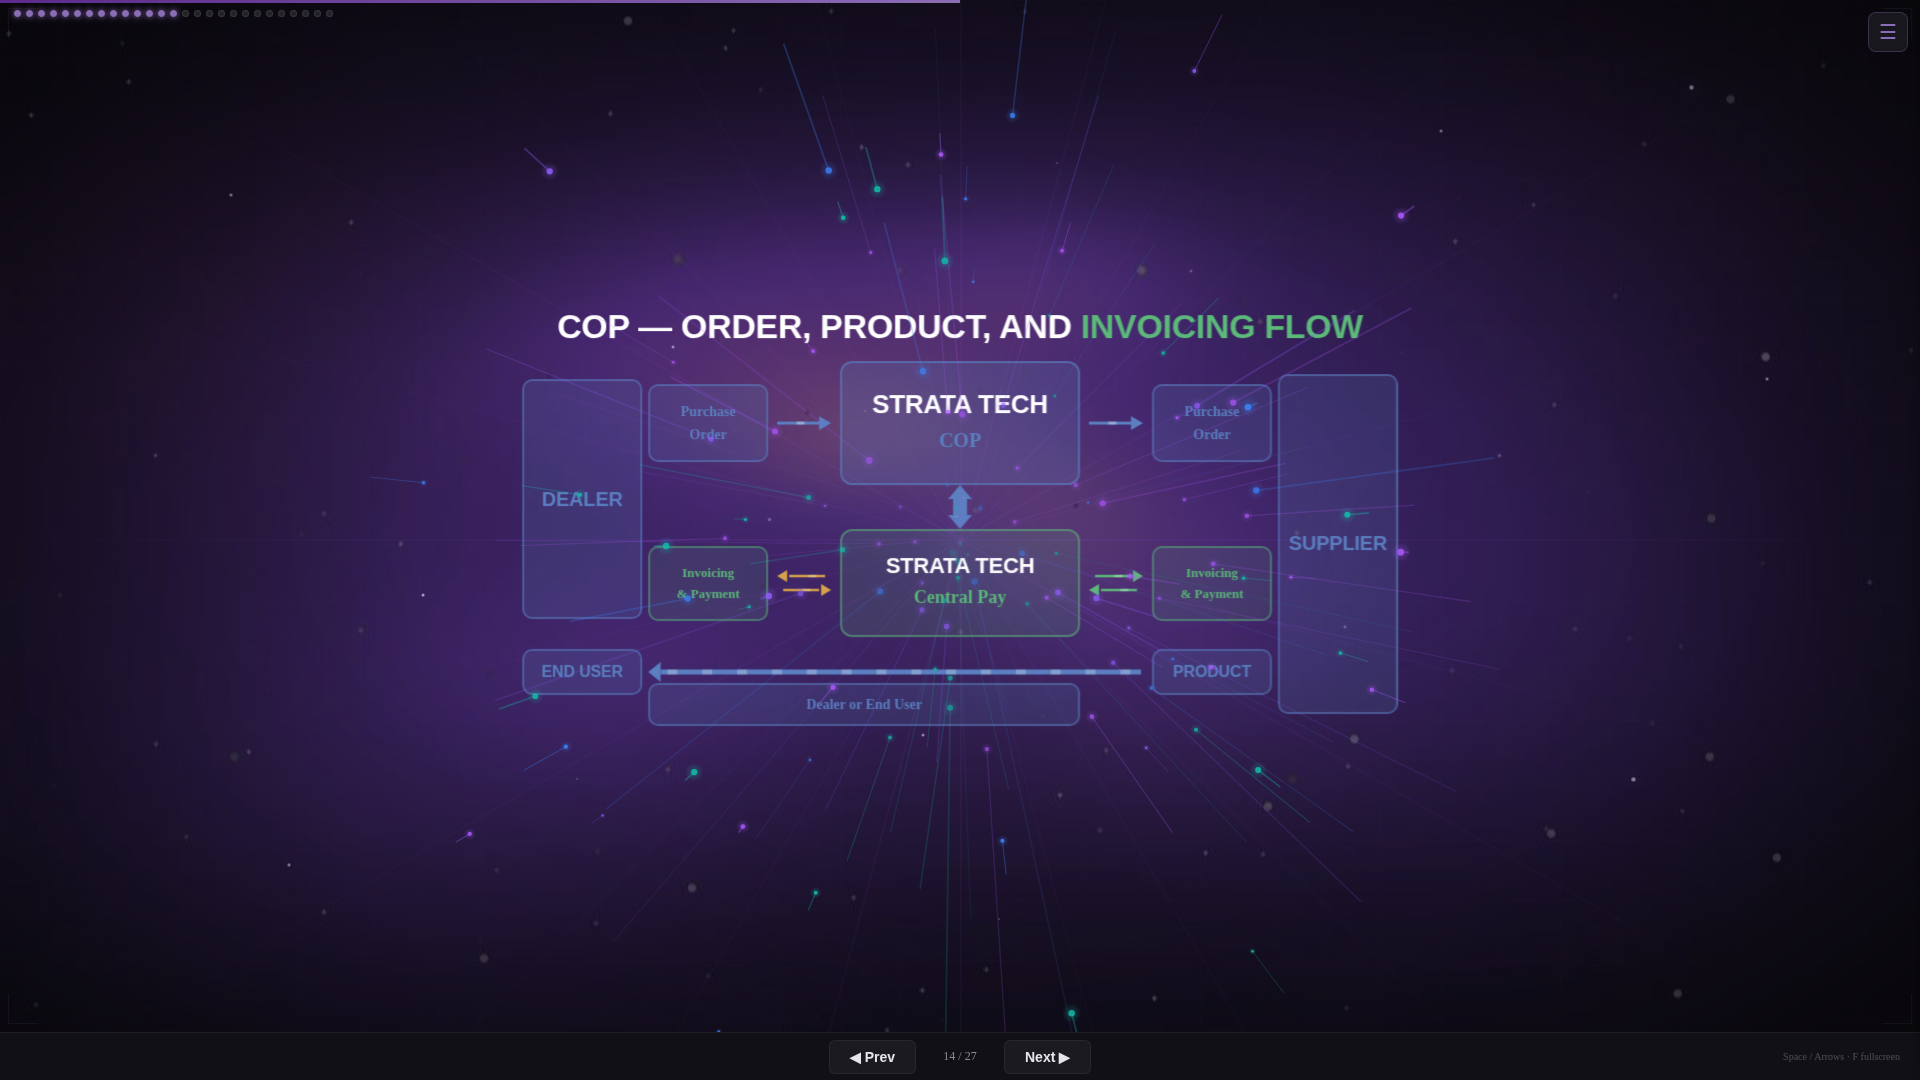 ☰
COP — ORDER, PRODUCT, AND INVOICING FLOW
DEALER
Purchase
Order
STRATA TECH
COP
Purchase
Order
SUPPLIER
Invoicing
& Payment
STRATA TECH
Central Pay
Invoicing
& Payment
END USER
PRODUCT
Dealer or End User
◀ Prev
14 / 27
Next ▶
Space / Arrows · F fullscreen